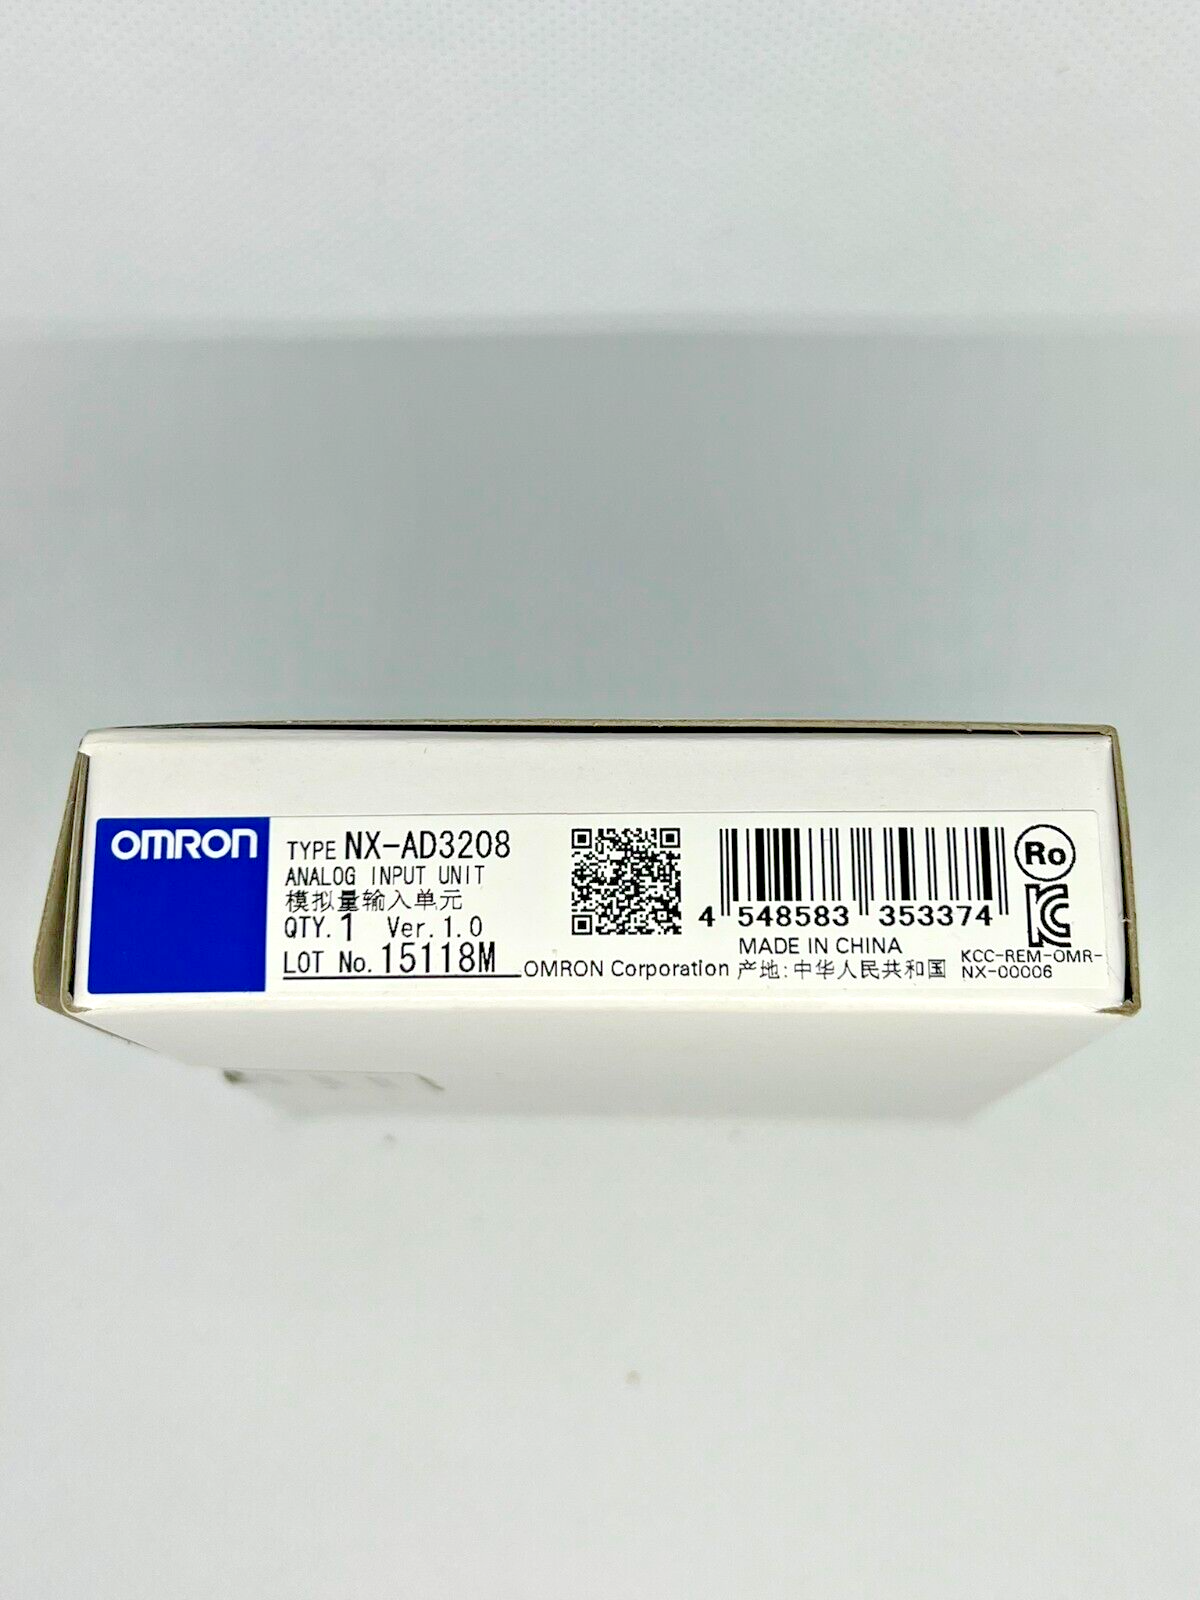 OMRON
TYPE NX-AD3208
ANALOG INPUT UNIT
模拟量输入单元
QTY. 1 Ver. 1.0
LOT No. 15118M
OMRON Corporation
4 548583 353374
MADE IN CHINA
产地:中华人民共和国
Ro
KC
KCC-REM-OMR-
NX-00006